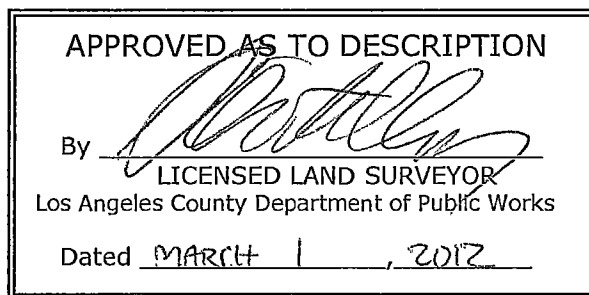 APPROVED AS TO DESCRIPTION
By
LICENSED LAND SURVEYOR
Los Angeles County Department of Public Works
Dated MARCH 1, 2012